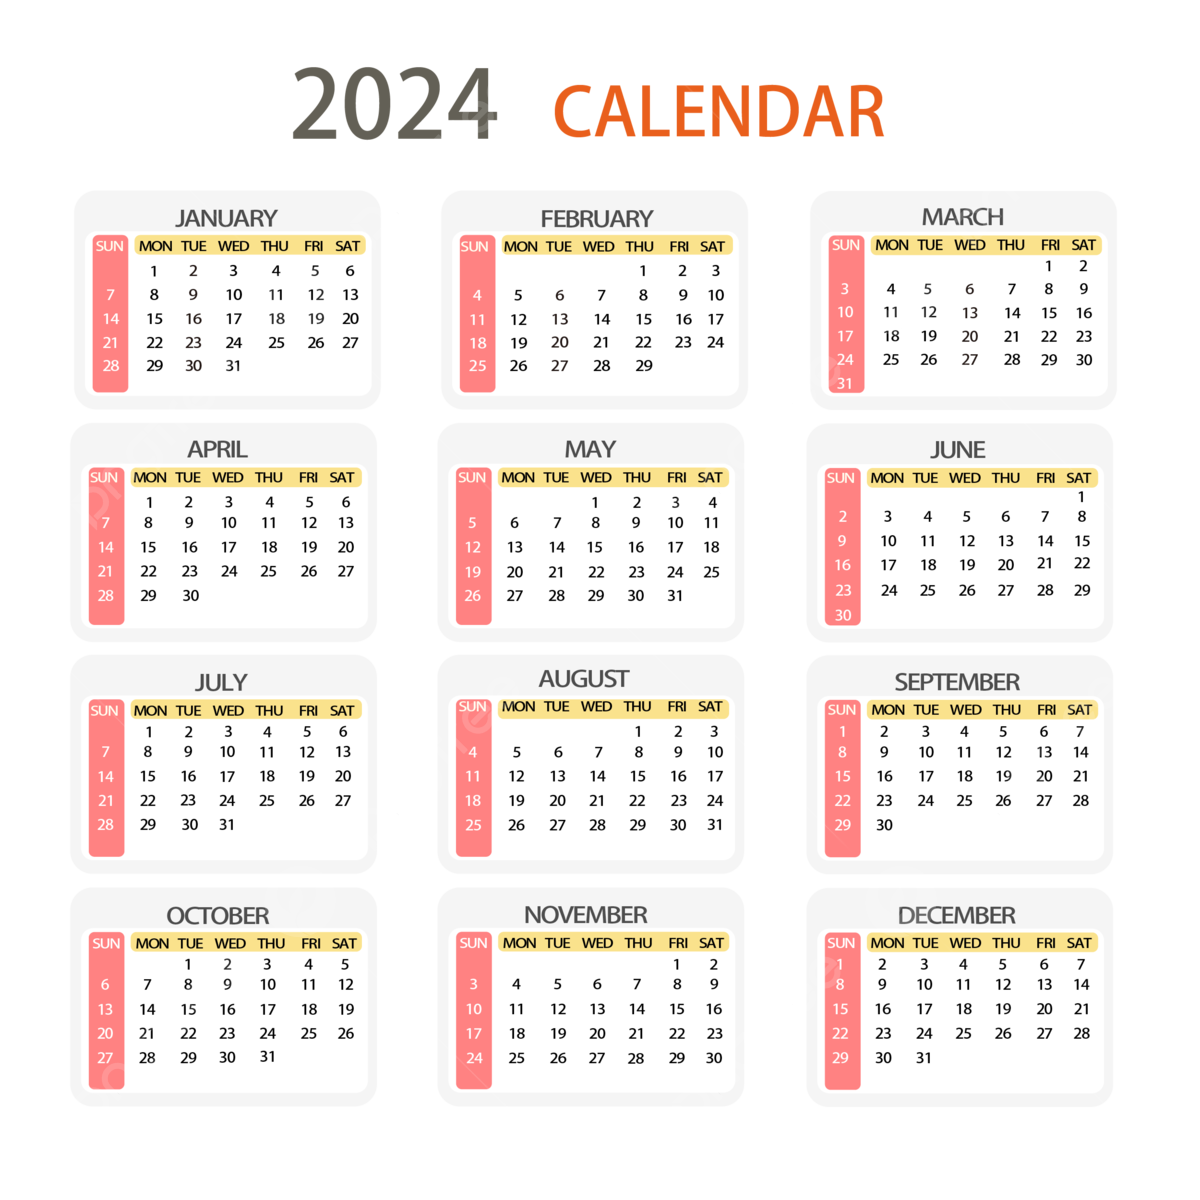 2024 CALENDAR
JANUARY
SUN MON TUE WED THU FRI SAT
1 2 3 4 5 6
7 8 9 10 11 12 13
14 15 16 17 18 19 20
21 22 23 24 25 26 27
28 29 30 31
FEBRUARY
SUN MON TUE WED THU FRI SAT
1 2 3
4 5 6 7 8 9 10
11 12 13 14 15 16 17
18 19 20 21 22 23 24
25 26 27 28 29
MARCH
SUN MON TUE WED THU FRI SAT
1 2
3 4 5 6 7 8 9
10 11 12 13 14 15 16
17 18 19 20 21 22 23
24 25 26 27 28 29 30
31
APRIL
SUN MON TUE WED THU FRI SAT
1 2 3 4 5 6
7 8 9 10 11 12 13
14 15 16 17 18 19 20
21 22 23 24 25 26 27
28 29 30
MAY
SUN MON TUE WED THU FRI SAT
1 2 3 4
5 6 7 8 9 10 11
12 13 14 15 16 17 18
19 20 21 22 23 24 25
26 27 28 29 30 31
JUNE
SUN MON TUE WED THU FRI SAT
1
2 3 4 5 6 7 8
9 10 11 12 13 14 15
16 17 18 19 20 21 22
23 24 25 26 27 28 29
30
JULY
SUN MON TUE WED THU FRI SAT
1 2 3 4 5 6
7 8 9 10 11 12 13
14 15 16 17 18 19 20
21 22 23 24 25 26 27
28 29 30 31
AUGUST
SUN MON TUE WED THU FRI SAT
1 2 3
4 5 6 7 8 9 10
11 12 13 14 15 16 17
18 19 20 21 22 23 24
25 26 27 28 29 30 31
SEPTEMBER
SUN MON TUE WED THU FRI SAT
1 2 3 4 5 6 7
8 9 10 11 12 13 14
15 16 17 18 19 20 21
22 23 24 25 26 27 28
29 30
OCTOBER
SUN MON TUE WED THU FRI SAT
1 2 3 4 5
6 7 8 9 10 11 12
13 14 15 16 17 18 19
20 21 22 23 24 25 26
27 28 29 30 31
NOVEMBER
SUN MON TUE WED THU FRI SAT
1 2
3 4 5 6 7 8 9
10 11 12 13 14 15 16
17 18 19 20 21 22 23
24 25 26 27 28 29 30
DECEMBER
SUN MON TUE WED THU FRI SAT
1 2 3 4 5 6 7
8 9 10 11 12 13 14
15 16 17 18 19 20 21
22 23 24 25 26 27 28
29 30 31